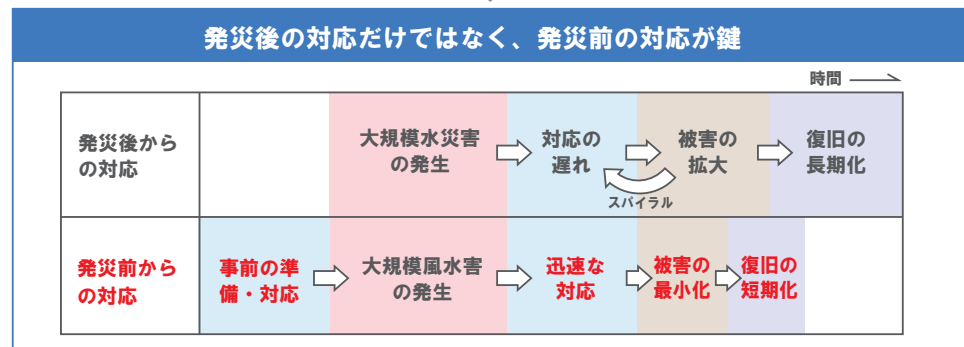 発災後の対応だけではなく、発災前の対応が鍵
時間
発災後から
の対応
大規模水災害
の発生
対応の
遅れ
被害の
拡大
復旧の
長期化
スパイラル
発災前から
の対応
事前の準
備・対応
大規模風水害
の発生
迅速な
対応
被害の
最小化
復旧の
短期化